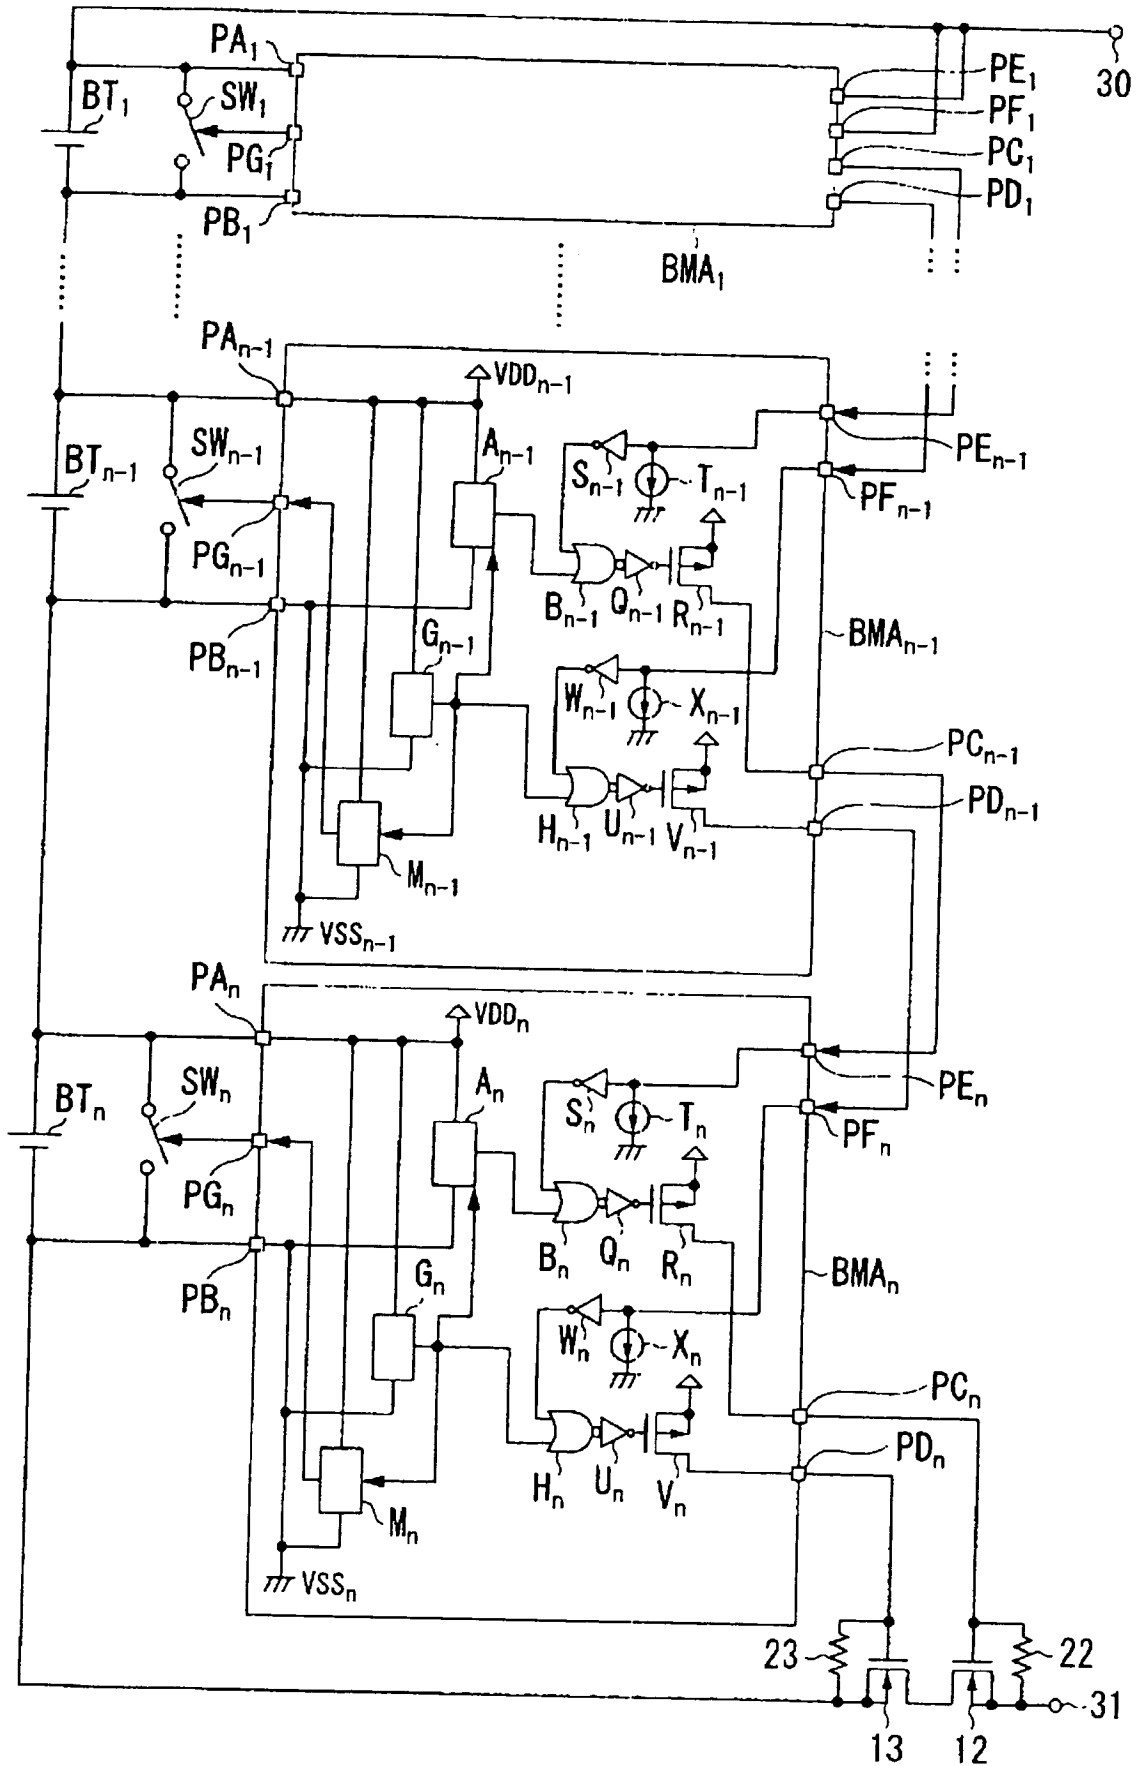 PA1
BT1
SW1
PG1
PB1
BMA1
PE1
30
PF1
PC1
PD1
PAn-1
VDDn-1
BTn-1
SWn-1
An-1
Sn-1
Tn-1
PEn-1
PFn-1
PGn-1
Bn-1
Qn-1
Rn-1
PBn-1
Gn-1
BMAn-1
Wn-1
Xn-1
PCn-1
PDn-1
Hn-1
Un-1
Vn-1
Mn-1
VSSn-1
PAn
VDDn
BTn
SWn
An
Sn
Tn
PEn
PFn
PGn
Bn
Qn
Rn
PBn
Gn
BMAn
Wn
Xn
PCn
PDn
Hn
Un
Vn
Mn
VSSn
23
22
31
13
12